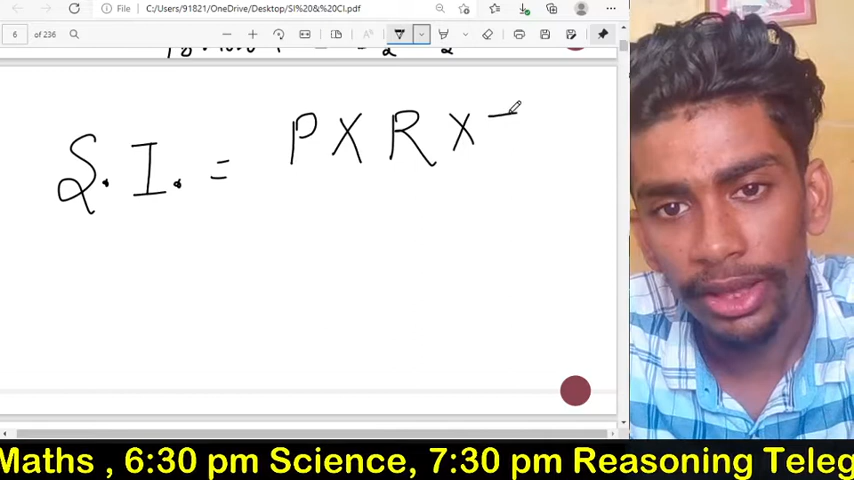 File
C:/Users/91821/OneDrive/Desktop/SI%20&%20CI.pdf
6 of 236
S. I. = P X R X
Maths , 6:30 pm Science, 7:30 pm Reasoning Teleg